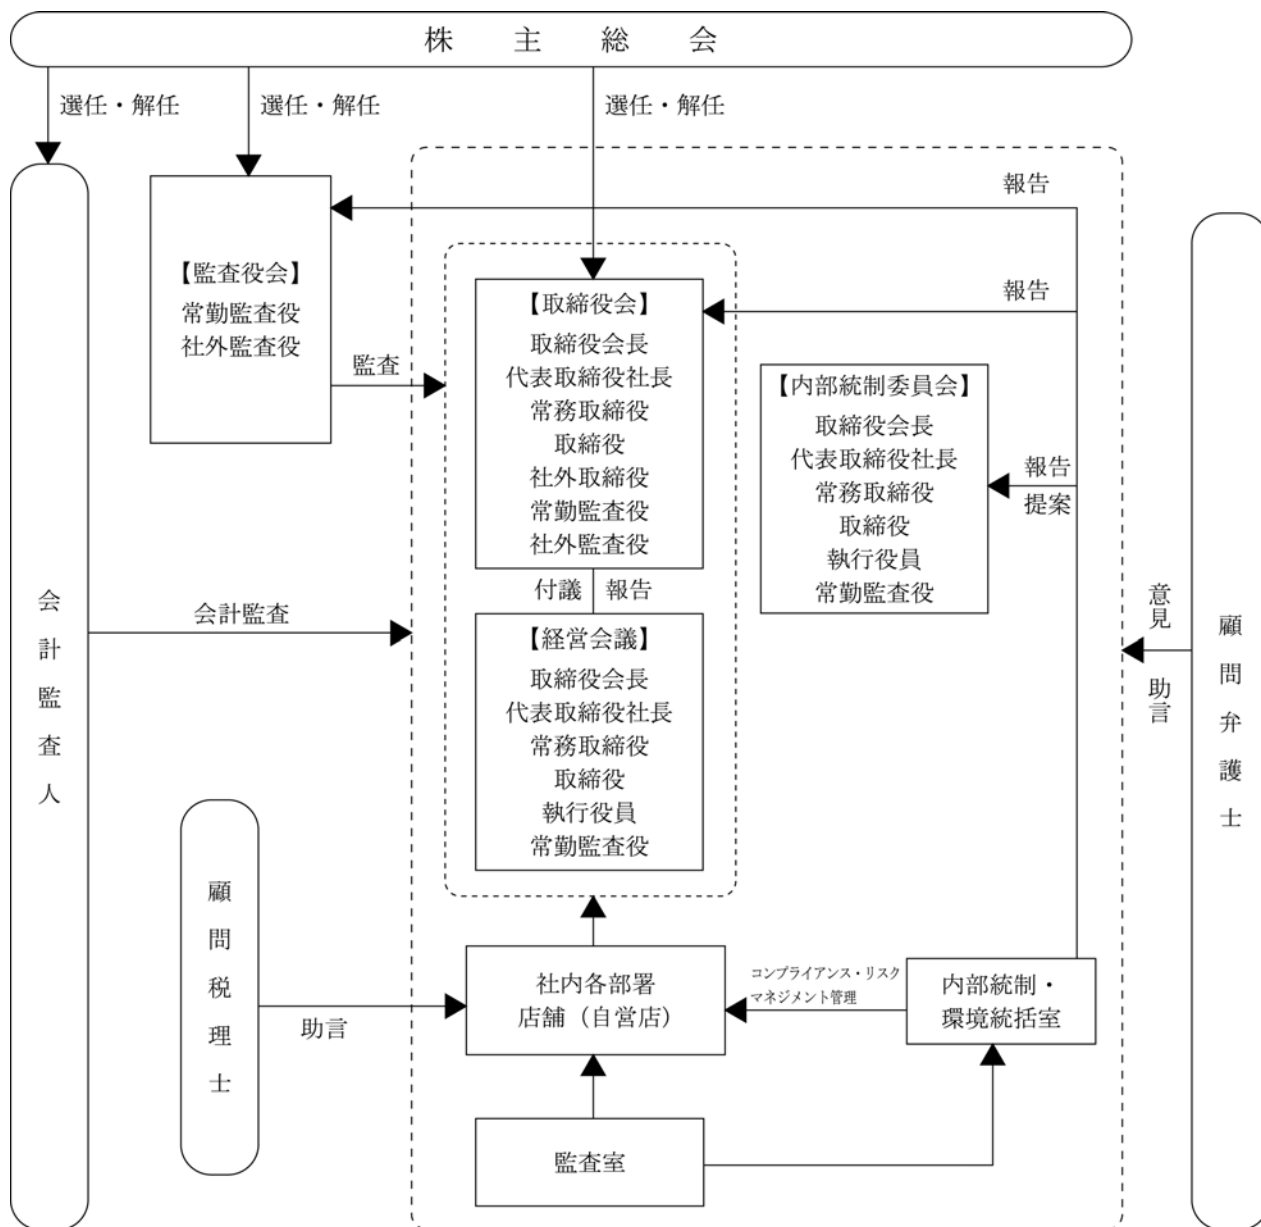 株主総会
選任・解任
選任・解任
選任・解任
報告
【監査役会】
常勤監査役
社外監査役
監査
【取締役会】
取締役会長
代表取締役社長
常務取締役
取締役
社外取締役
常勤監査役
社外監査役
報告
【内部統制委員会】
取締役会長
代表取締役社長
常務取締役
取締役
執行役員
常勤監査役
報告
提案
付議
報告
【経営会議】
取締役会長
代表取締役社長
常務取締役
取締役
執行役員
常勤監査役
会計監査人
会計監査
意見
助言
顧問弁護士
顧問税理士
助言
社内各部署
店舗（自営店）
コンプライアンス・リスク
マネジメント管理
内部統制・
環境統括室
監査室